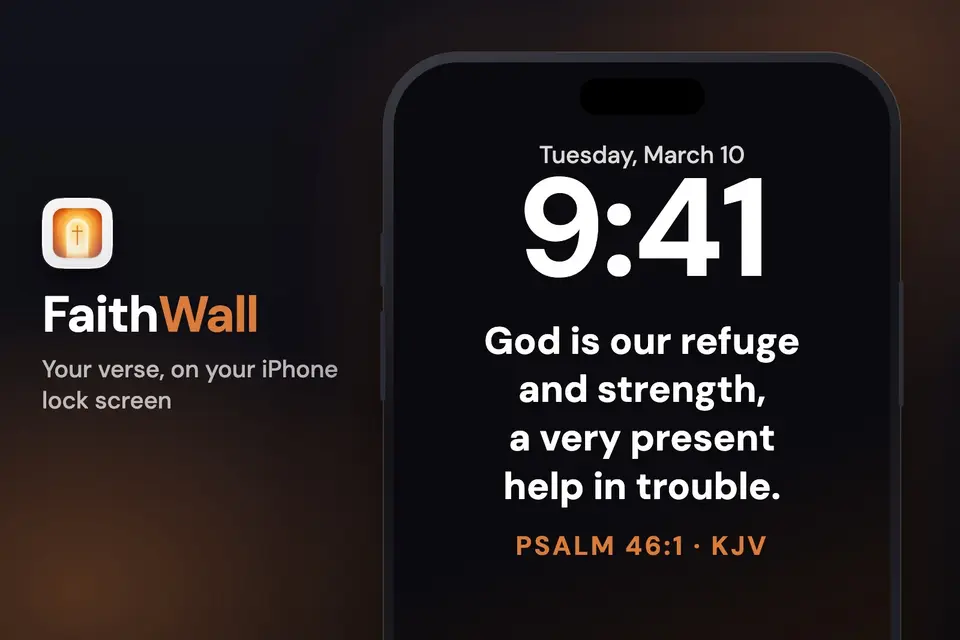 FaithWall
Your verse, on your iPhone
lock screen
Tuesday, March 10
9:41
God is our refuge
and strength,
a very present
help in trouble.
PSALM 46:1 · KJV